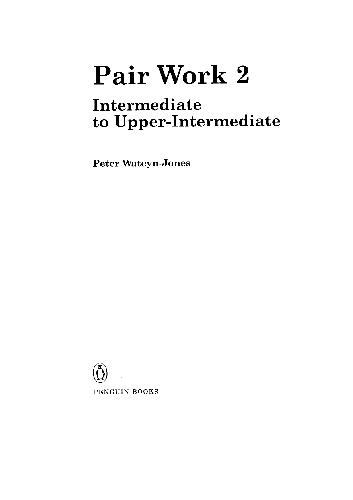 Pair Work 2
Intermediate
to Upper-Intermediate
Peter Watcyn-Jones
PENGUIN BOOKS